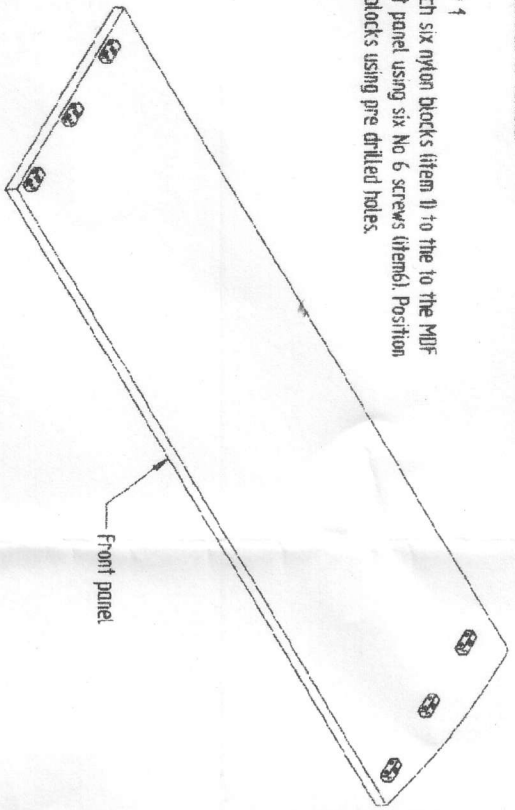 4
ch six nylon blocks (item 1) to the to the MDF
t panel using six No 6 screws (item6). Position
blocks using pre drilled holes.
Front panel